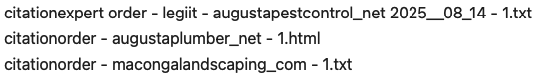 citationexpert order - legiit - augustapestcontrol_net 2025__08_14 - 1.txt
citationorder - augustaplumber_net - 1.html
citationorder - macongalandscaping_com - 1.txt